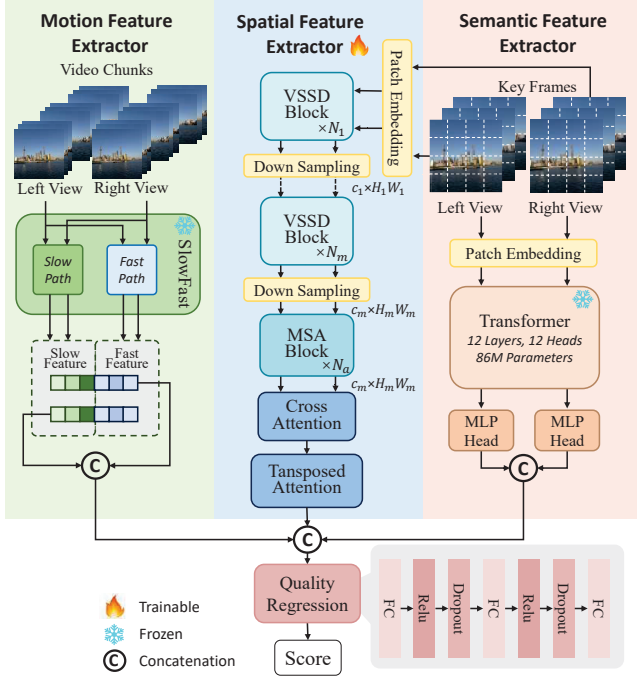 Motion Feature
Extractor
Video Chunks
Left View
Right View
SlowFast
Slow
Path
Fast
Path
Slow
Feature
Fast
Feature
C
Spatial Feature
Extractor
Patch Embedding
VSSD
Block
×N₁
Down Sampling
c₁×H₁W₁
VSSD
Block
×Nₘ
Down Sampling
cₘ×HₘWₘ
MSA
Block
×Nₐ
cₘ×HₘWₘ
Cross
Attention
Tansposed
Attention
Semantic Feature
Extractor
Key Frames
Left View
Right View
Patch Embedding
Transformer
12 Layers, 12 Heads
86M Parameters
MLP
Head
MLP
Head
C
C
Quality
Regression
Score
FC
Relu
Dropout
FC
Relu
Dropout
FC
Trainable
Frozen
C Concatenation